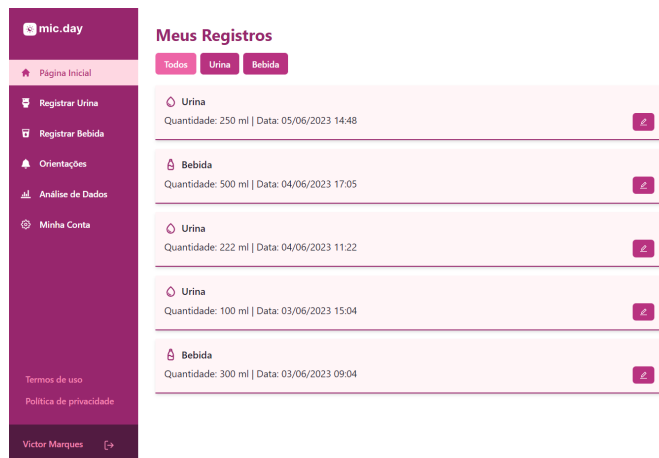 mic.day
Página Inicial
Registrar Urina
Registrar Bebida
Orientações
Análise de Dados
Minha Conta
Termos de uso
Política de privacidade
Victor Marques
Meus Registros
Todos Urina Bebida
Urina
Quantidade: 250 ml | Data: 05/06/2023 14:48
Bebida
Quantidade: 500 ml | Data: 04/06/2023 17:05
Urina
Quantidade: 222 ml | Data: 04/06/2023 11:22
Urina
Quantidade: 100 ml | Data: 03/06/2023 15:04
Bebida
Quantidade: 300 ml | Data: 03/06/2023 09:04